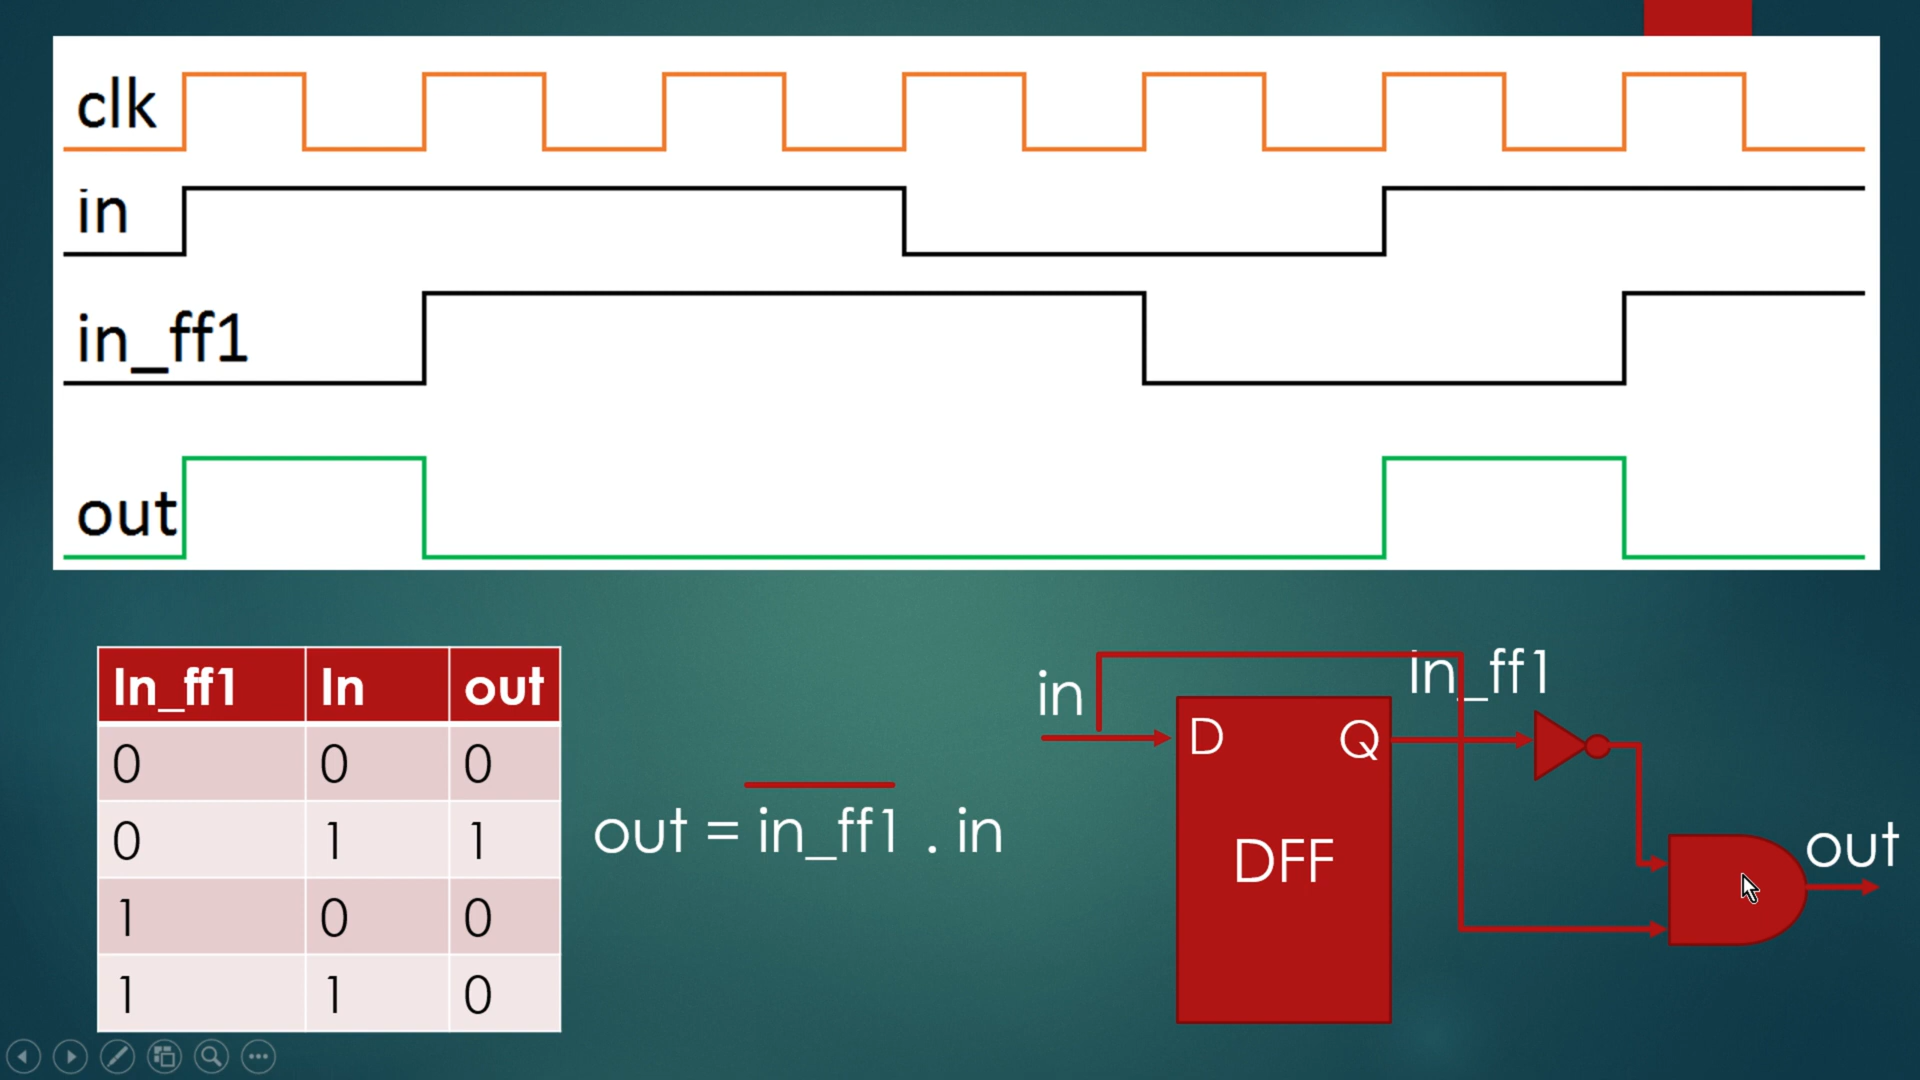 clk
in
in_ff1
out
In_ff1 In out
0 0 0
0 1 1
1 0 0
1 1 0
out = in_ff1 . in
in
in_ff1
D Q
DFF
out